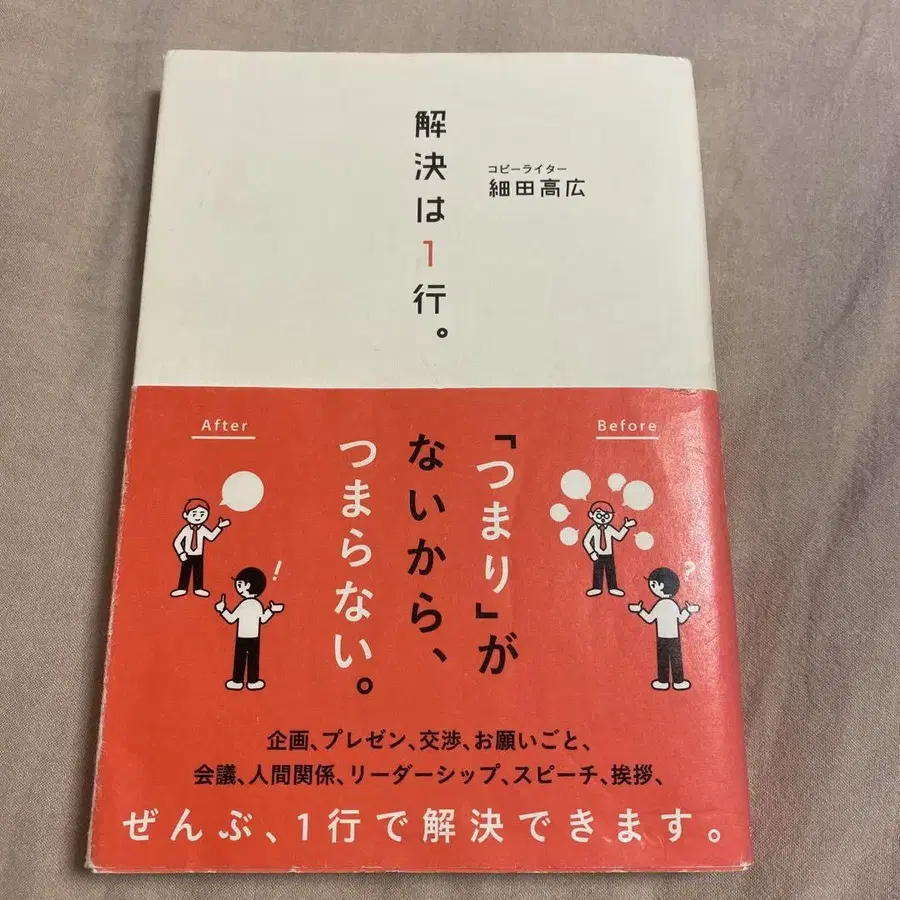 解決は1行。
コピーライター
細田高広
Before
After
「つまり」が
ないから、
つまらない。
?
!
企画、プレゼン、交渉、お願いごと、
会議、人間関係、リーダーシップ、スピーチ、挨拶、
ぜんぶ、1行で解決できます。